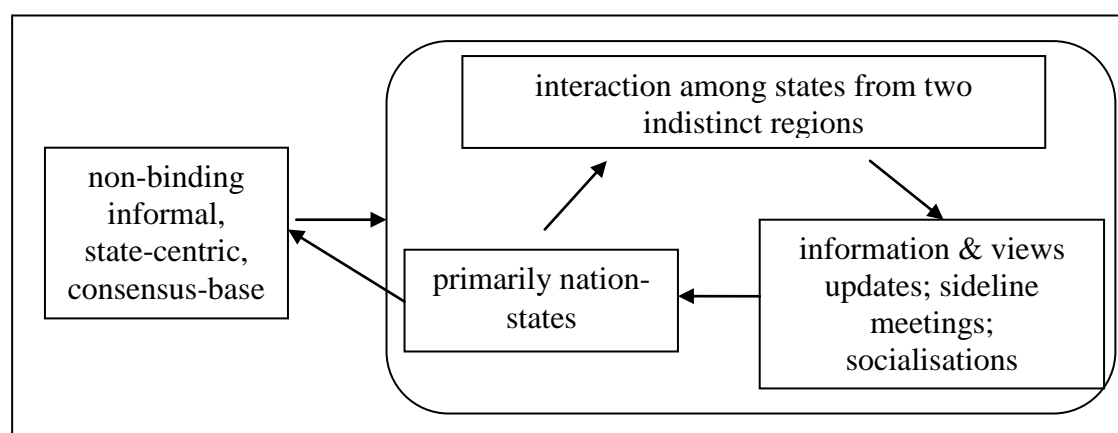 interaction among states from two
indistinct regions
non-binding
informal,
state-centric,
consensus-base
primarily nation-
states
information & views
updates; sideline
meetings;
socialisations